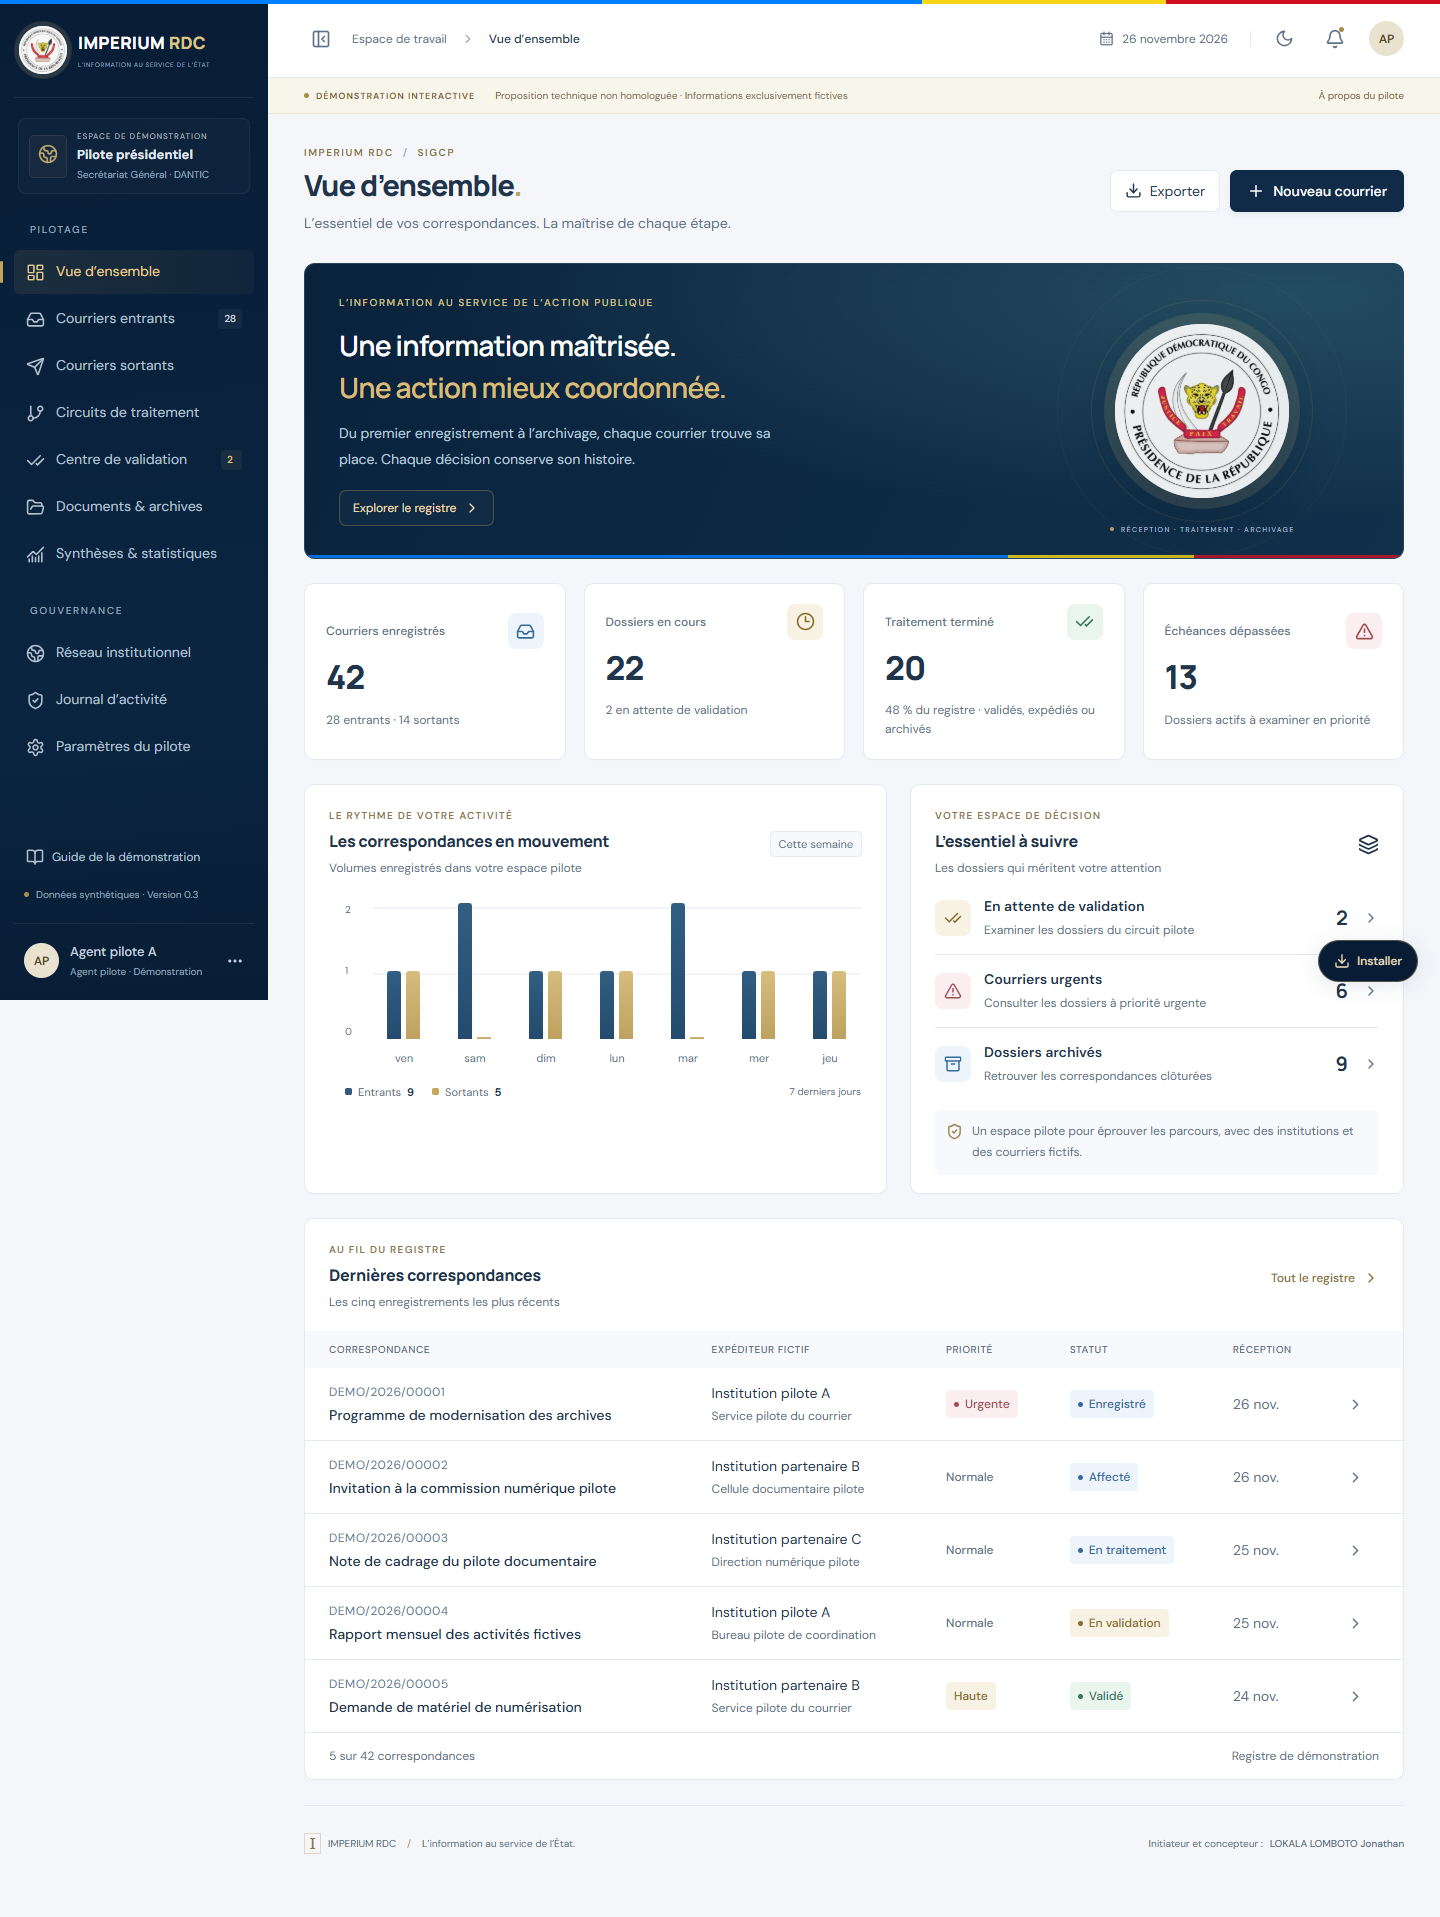 IMPERIUM RDC
L'INFORMATION AU SERVICE DE L'ÉTAT
ESPACE DE DÉMONSTRATION
Pilote présidentiel
Secrétariat Général · DANTIC
PILOTAGE
Vue d'ensemble
Courriers entrants 28
Courriers sortants
Circuits de traitement
Centre de validation 2
Documents & archives
Synthèses & statistiques
GOUVERNANCE
Réseau institutionnel
Journal d'activité
Paramètres du pilote
Guide de la démonstration
Données synthétiques · Version 0.3
AP
Agent pilote A
Agent pilote · Démonstration
Espace de travail
Vue d'ensemble
26 novembre 2026
AP
DÉMONSTRATION INTERACTIVE
Proposition technique non homologuée · Informations exclusivement fictives
À propos du pilote
IMPERIUM RDC / SIGCP
Vue d'ensemble.
L'essentiel de vos correspondances. La maîtrise de chaque étape.
Exporter
Nouveau courrier
L'INFORMATION AU SERVICE DE L'ACTION PUBLIQUE
Une information maîtrisée.
Une action mieux coordonnée.
Du premier enregistrement à l'archivage, chaque courrier trouve sa
place. Chaque décision conserve son histoire.
Explorer le registre
RÉPUBLIQUE DÉMOCRATIQUE DU CONGO
JUSTICE PAIX TRAVAIL
PRÉSIDENCE DE LA RÉPUBLIQUE
RÉCEPTION · TRAITEMENT · ARCHIVAGE
Courriers enregistrés
42
28 entrants · 14 sortants
Dossiers en cours
22
2 en attente de validation
Traitement terminé
20
48 % du registre · validés, expédiés ou
archivés
Échéances dépassées
13
Dossiers actifs à examiner en priorité
LE RYTHME DE VOTRE ACTIVITÉ
Les correspondances en mouvement
Volumes enregistrés dans votre espace pilote
Cette semaine
2
1
0
ven sam dim lun mar mer jeu
Entrants 9
Sortants 5
7 derniers jours
VOTRE ESPACE DE DÉCISION
L'essentiel à suivre
Les dossiers qui méritent votre attention
En attente de validation
Examiner les dossiers du circuit pilote
2
Installer
Courriers urgents
Consulter les dossiers à priorité urgente
6
Dossiers archivés
Retrouver les correspondances clôturées
9
Un espace pilote pour éprouver les parcours, avec des institutions et
des courriers fictifs.
AU FIL DU REGISTRE
Dernières correspondances
Les cinq enregistrements les plus récents
Tout le registre
CORRESPONDANCE EXPÉDITEUR FICTIF PRIORITÉ STATUT RÉCEPTION
DEMO/2026/00001
Programme de modernisation des archives
Institution pilote A
Service pilote du courrier
Urgente
Enregistré
26 nov.
DEMO/2026/00002
Invitation à la commission numérique pilote
Institution partenaire B
Cellule documentaire pilote
Normale
Affecté
26 nov.
DEMO/2026/00003
Note de cadrage du pilote documentaire
Institution partenaire C
Direction numérique pilote
Normale
En traitement
25 nov.
DEMO/2026/00004
Rapport mensuel des activités fictives
Institution pilote A
Bureau pilote de coordination
Normale
En validation
25 nov.
DEMO/2026/00005
Demande de matériel de numérisation
Institution partenaire B
Service pilote du courrier
Haute
Validé
24 nov.
5 sur 42 correspondances
Registre de démonstration
I IMPERIUM RDC / L'information au service de l'État.
Initiateur et concepteur : LOKALA LOMBOTO Jonathan